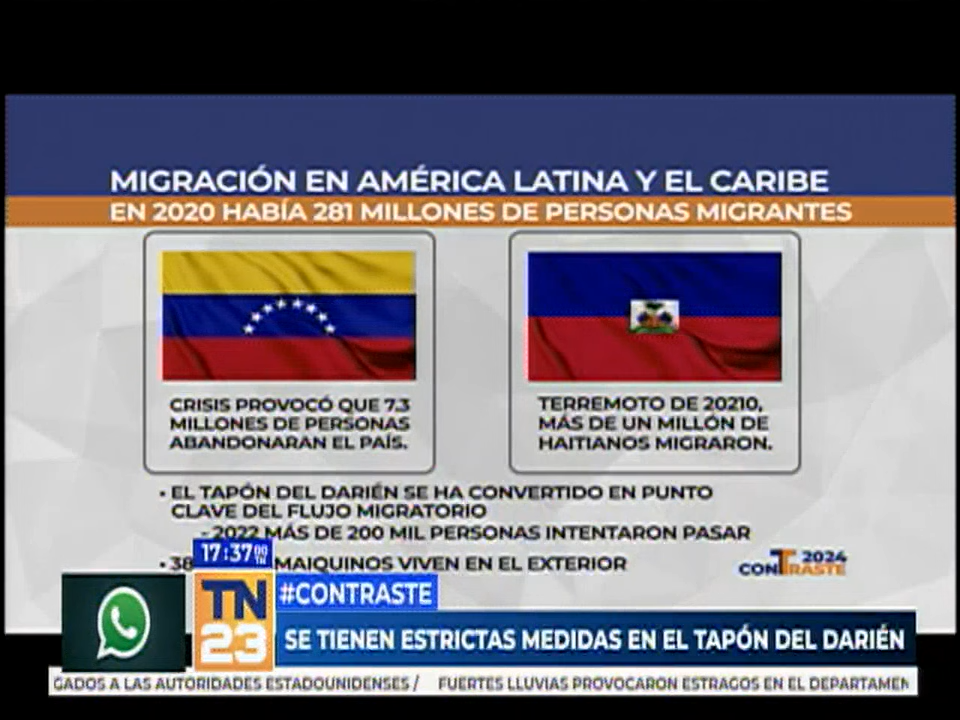 MIGRACIÓN EN AMÉRICA LATINA Y EL CARIBE
EN 2020 HABÍA 281 MILLONES DE PERSONAS MIGRANTES
CRISIS PROVOCÓ QUE 7.3
MILLONES DE PERSONAS
ABANDONARAN EL PAÍS.
TERREMOTO DE 20210,
MÁS DE UN MILLÓN DE
HAITIANOS MIGRARON.
• EL TAPÓN DEL DARIÉN SE HA CONVERTIDO EN PUNTO
CLAVE DEL FLUJO MIGRATORIO
- 2022 MÁS DE 200 MIL PERSONAS INTENTARON PASAR
• 38 MAIQUINOS VIVEN EN EL EXTERIOR
CONTRASTE 2024
17:37
TN
23
#CONTRASTE
SE TIENEN ESTRICTAS MEDIDAS EN EL TAPÓN DEL DARIÉN
GADOS A LAS AUTORIDADES ESTADOUNIDENSES / FUERTES LLUVIAS PROVOCARON ESTRAGOS EN EL DEPARTAMEN